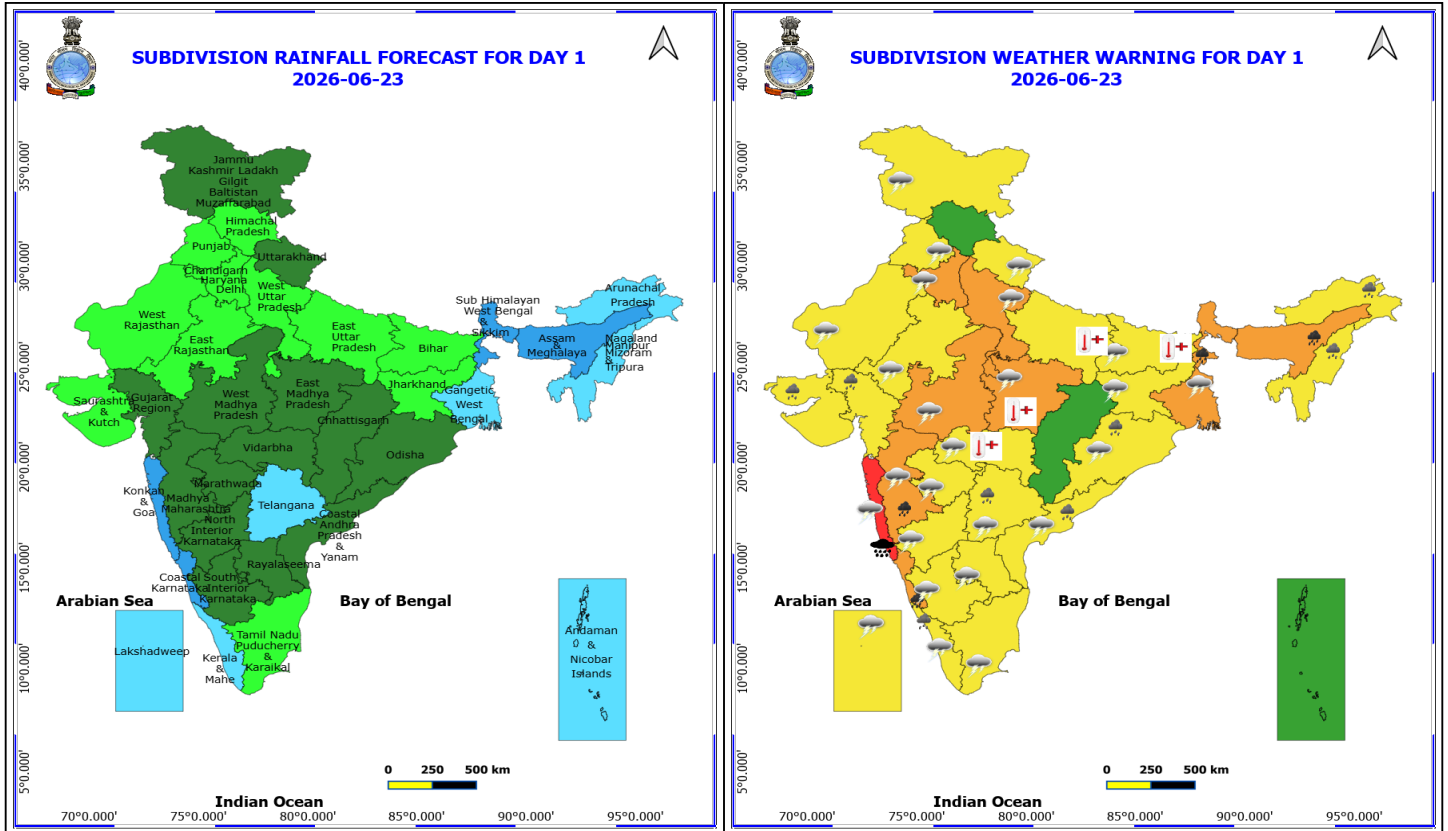 SUBDIVISION RAINFALL FORECAST FOR DAY 1
2026-06-23
40°0.000'
35°0.000'
30°0.000'
25°0.000'
20°0.000'
15°0.000'
10°0.000'
5°0.000'
Jammu
Kashmir Ladakh
Gilgit
Baltistan
Muzaffarabad
Himachal
Pradesh
Punjab
Uttarakhand
Chandigarh
Haryana
Delhi
West
Uttar
Pradesh
West
Rajasthan
East
Rajasthan
East
Uttar
Pradesh
Bihar
Sub Himalayan
West Bengal
&
Sikkim
Arunachal
Pradesh
Assam
&
Meghalaya
Nagaland
Manipur
Mizoram
&
Tripura
Jharkhand
Gangetic
West
Bengal
Saurashtra
&
Kutch
Gujarat
Region
West
Madhya
Pradesh
East
Madhya
Pradesh
Chhattisgarh
Odisha
Vidarbha
Konkan
&
Goa
Madhya
Maharashtra
Marathwada
Telangana
North
Interior
Karnataka
Coastal
Andhra
Pradesh
&
Yanam
Rayalaseema
Coastal
Karnataka
South
Interior
Karnataka
Arabian Sea
Bay of Bengal
Lakshadweep
Kerala
&
Mahe
Tamil Nadu
Puducherry
&
Karaikal
Andaman
&
Nicobar
Islands
0 250 500 km
Indian Ocean
70°0.000' 75°0.000' 80°0.000' 85°0.000' 90°0.000' 95°0.000'
SUBDIVISION WEATHER WARNING FOR DAY 1
2026-06-23
40°0.000'
35°0.000'
30°0.000'
25°0.000'
20°0.000'
15°0.000'
10°0.000'
5°0.000'
Arabian Sea
Bay of Bengal
0 250 500 km
Indian Ocean
70°0.000' 75°0.000' 80°0.000' 85°0.000' 90°0.000' 95°0.000'